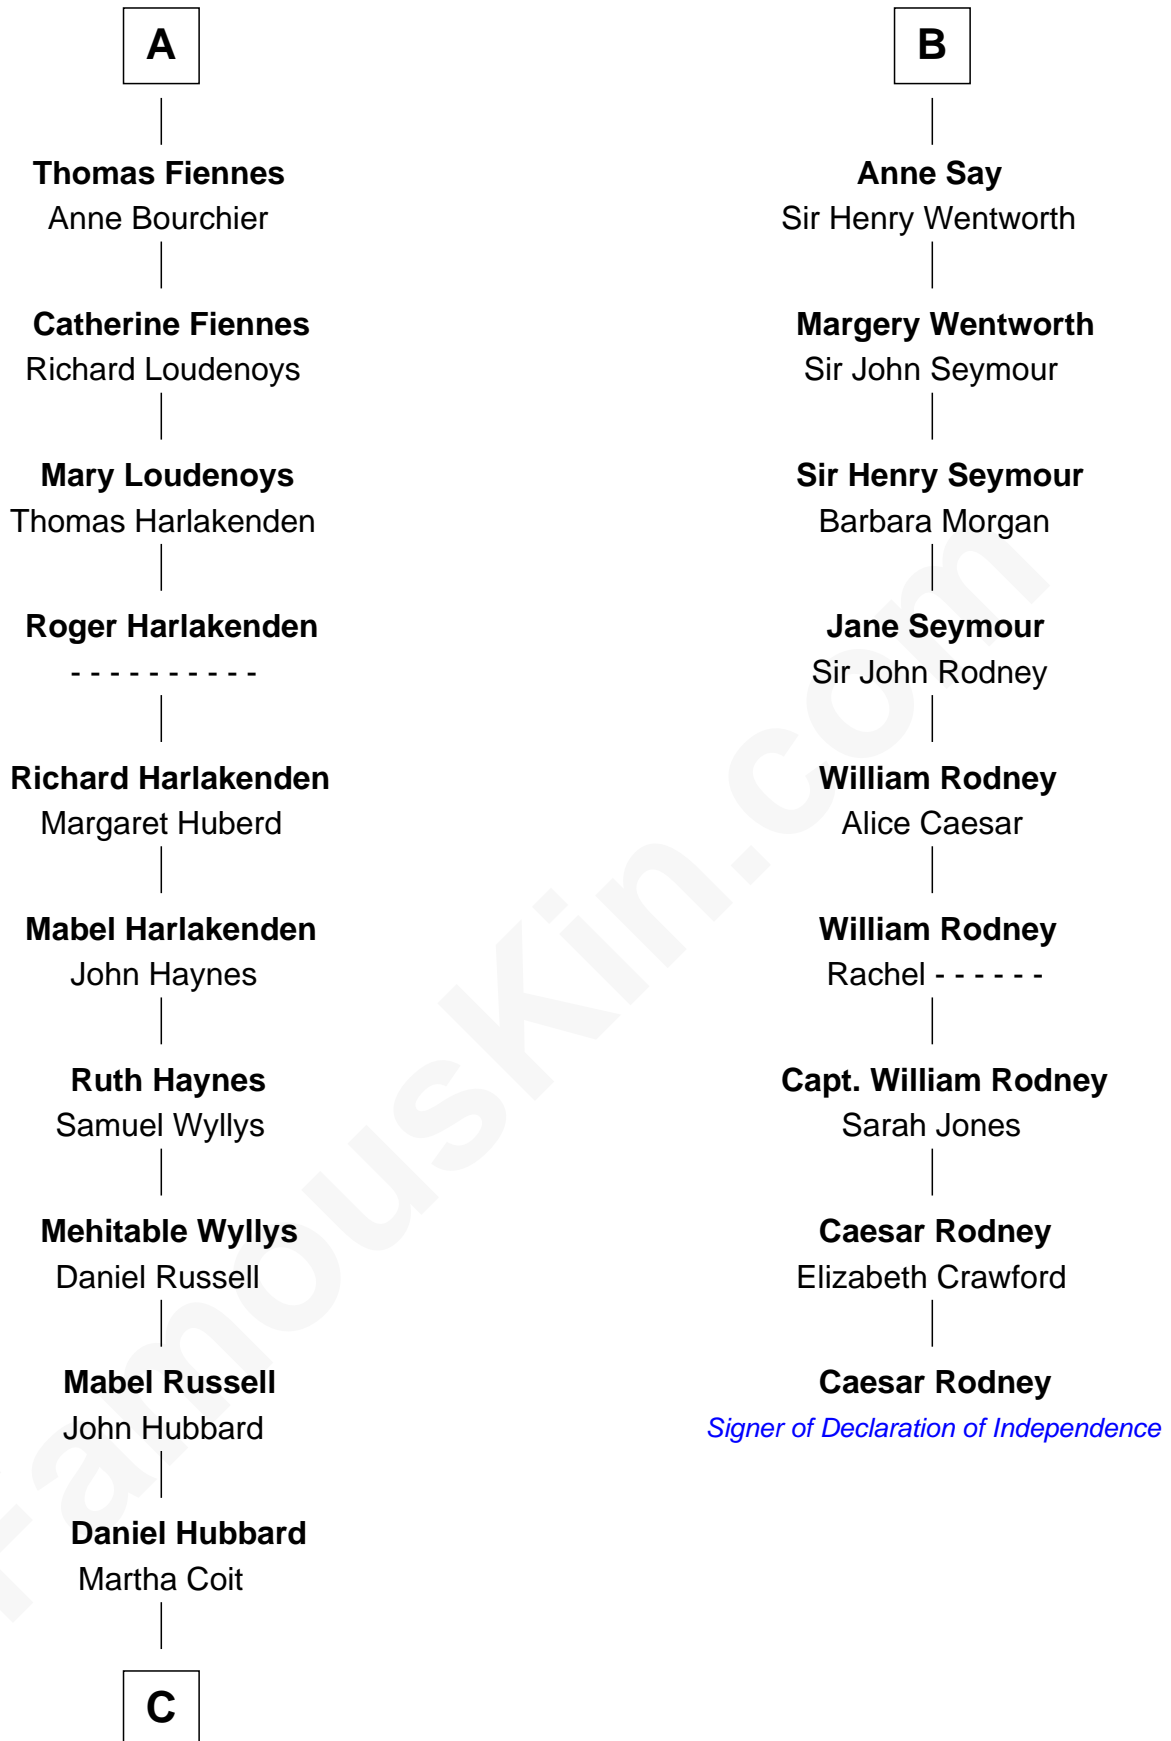 A
Thomas Fiennes
Anne Bourchier
Catherine Fiennes
Richard Loudenoys
Mary Loudenoys
Thomas Harlakenden
Roger Harlakenden
- - - - - - - - - -
Richard Harlakenden
Margaret Huberd
Mabel Harlakenden
John Haynes
Ruth Haynes
Samuel Wyllys
Mehitable Wyllys
Daniel Russell
Mabel Russell
John Hubbard
Daniel Hubbard
Martha Coit
C
B
Anne Say
Sir Henry Wentworth
Margery Wentworth
Sir John Seymour
Sir Henry Seymour
Barbara Morgan
Jane Seymour
Sir John Rodney
William Rodney
Alice Caesar
William Rodney
Rachel - - - - - -
Capt. William Rodney
Sarah Jones
Caesar Rodney
Elizabeth Crawford
Caesar Rodney
Signer of Declaration of Independence
FamousKin.com